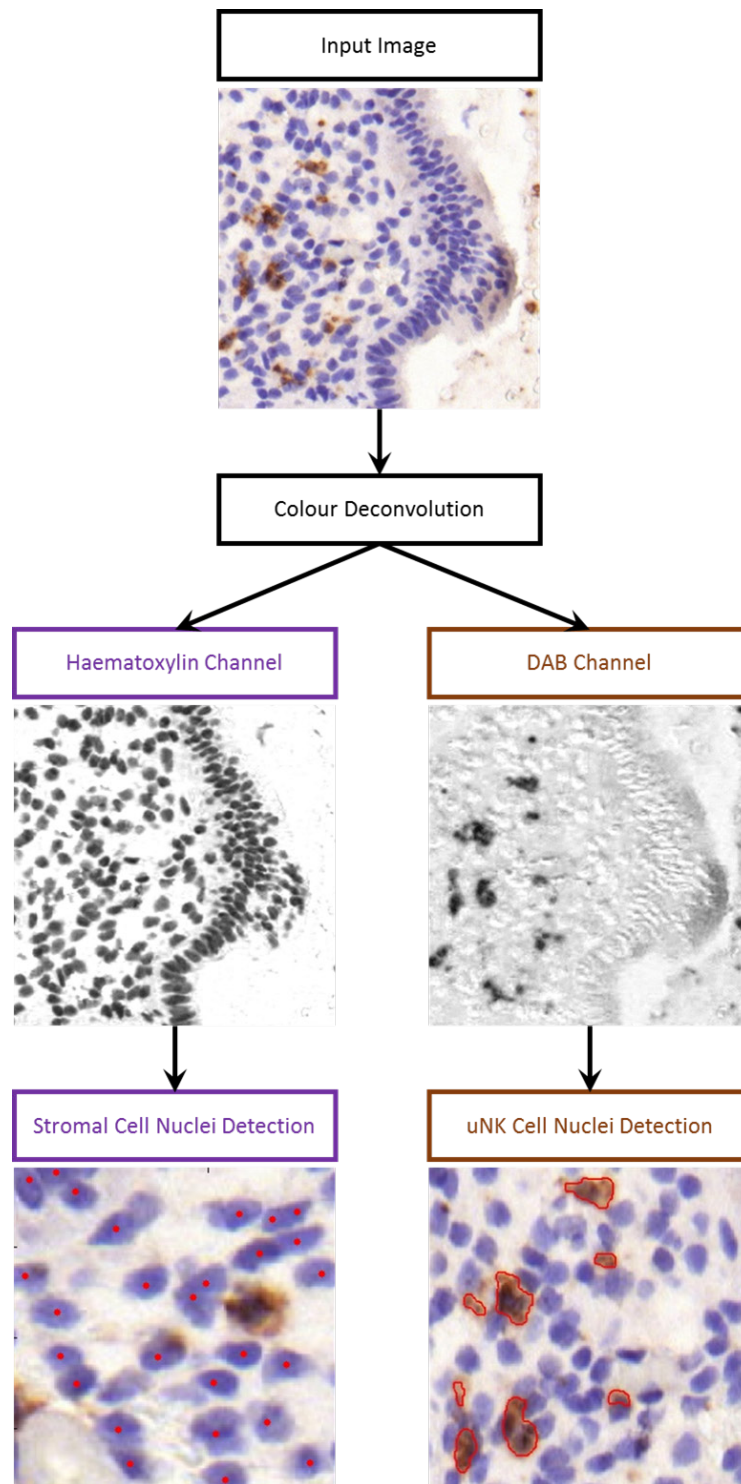 Input Image
Colour Deconvolution
Haematoxylin Channel
DAB Channel
Stromal Cell Nuclei Detection
uNK Cell Nuclei Detection